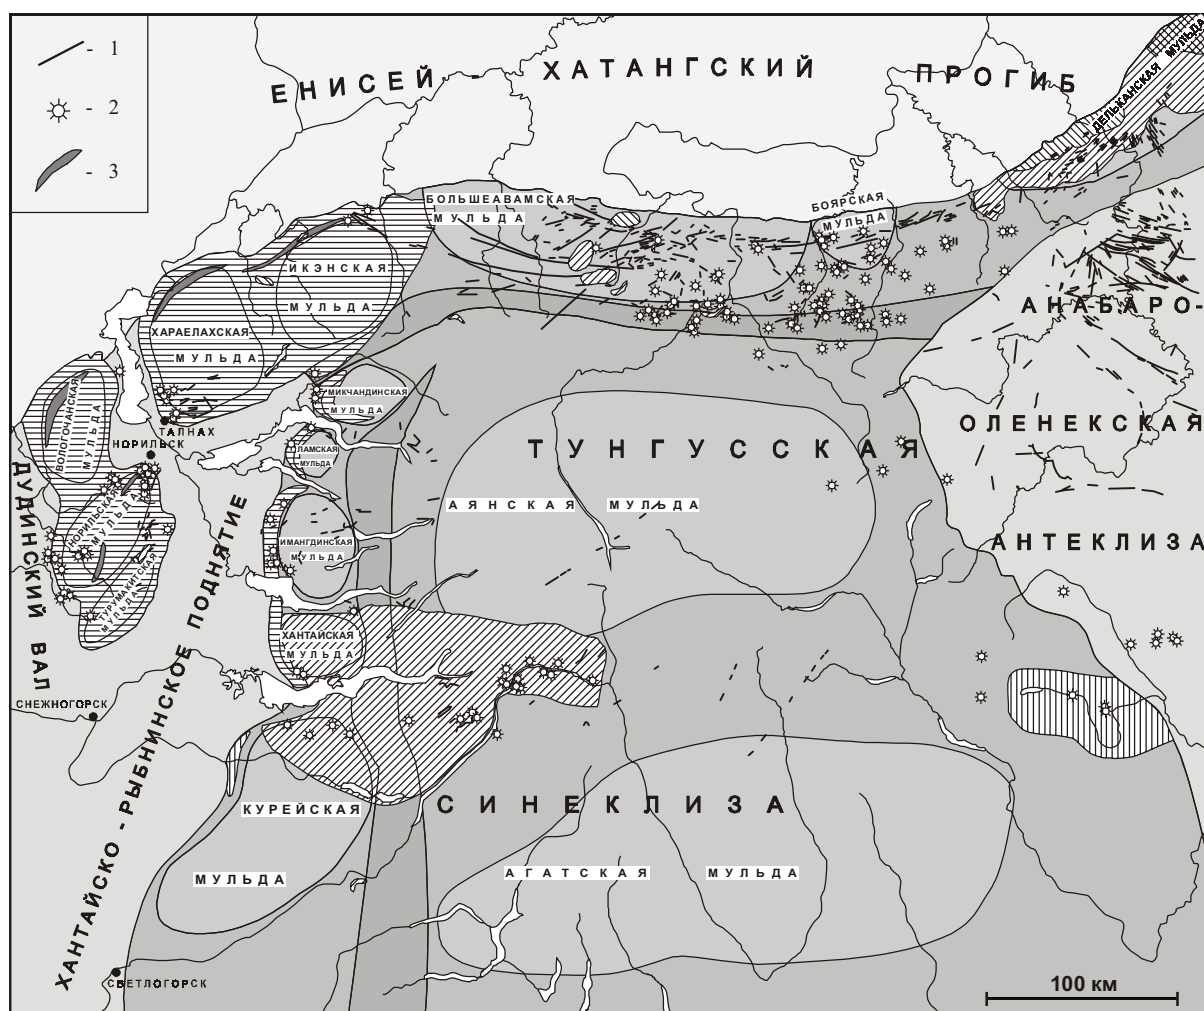 - 1
- 2
- 3
ЕНИСЕЙ - ХАТАНГСКИЙ ПРОГИБ
ДЕЛЬКАНСКАЯ МУЛЬДА
БОЛЬШЕАВАМСКАЯ
МУЛЬДА
БОЯРСКАЯ
МУЛЬДА
ИКЭНСКАЯ
МУЛЬДА
ХАРАЕЛАХСКАЯ
МУЛЬДА
АНАБАРО-
ОЛЕНЕКСКАЯ
АНТЕКЛИЗА
МИКЧАНДИНСКАЯ
МУЛЬДА
ВОЛОГОЧАНСКАЯ
МУЛЬДА
ТАЛНАХ
НОРИЛЬСК
ЛАМСКАЯ
МУЛЬДА
ТУНГУССКАЯ
СИНЕКЛИЗА
АЯНСКАЯ МУЛЬДА
ДУДИНСКИЙ ВАЛ
НОРИЛЬСКАЯ
МУЛЬДА
ИМАНГДИНСКАЯ
МУЛЬДА
ТУРУМАКИТСКАЯ
МУЛЬДА
ХАНТАЙСКАЯ
МУЛЬДА
ХАНТАЙСКО - РЫБНИНСКОЕ ПОДНЯТИЕ
СНЕЖНОГОРСК
КУРЕЙСКАЯ
МУЛЬДА
АГАТСКАЯ МУЛЬДА
СВЕТЛОГОРСК
100 км